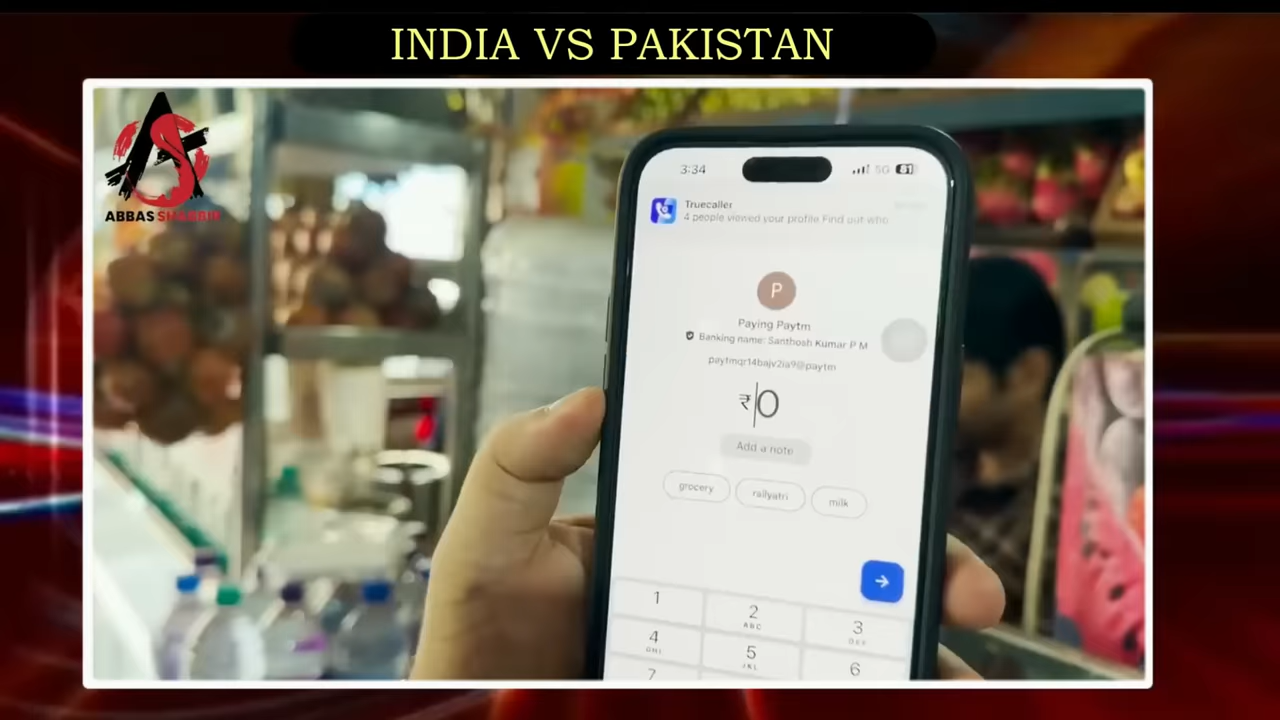 INDIA VS PAKISTAN
ABBAS SHABBIR
3:34
5G 61
Truecaller
4 people viewed your profile. Find out who
P
Paying Paytm
Banking name: Santhosh Kumar P M
paytmqr14bajv2ia9@paytm
₹0
Add a note
grocery railyatri milk
1 2 3
ABC DEF
4 5 6
GHI JKL
7